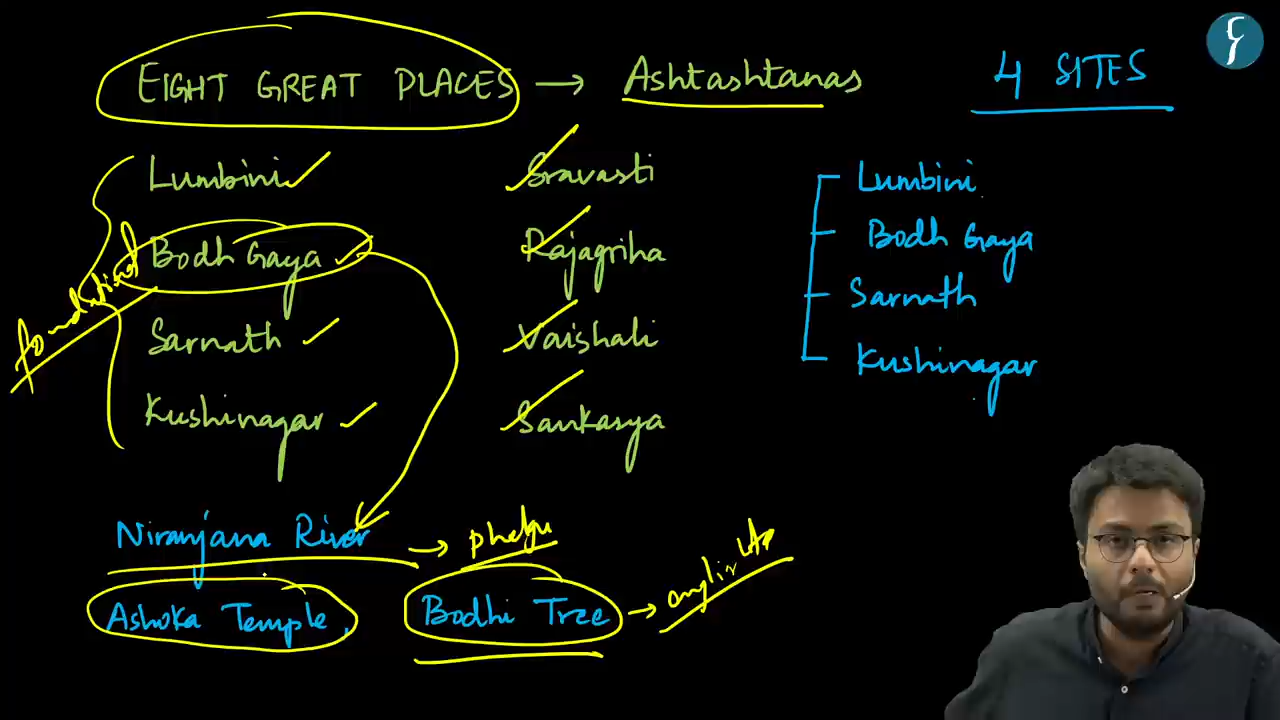 EIGHT GREAT PLACES → Ashtashtanas
4 SITES
Lumbini
Bodh Gaya
Sarnath
Kushinagar
Sravasti
Rajagriha
Vaishali
Sankasya
Lumbini
Bodh Gaya
Sarnath
Kushinagar
Niranjana River → phalgu
Ashoka Temple,
Bodhi Tree →